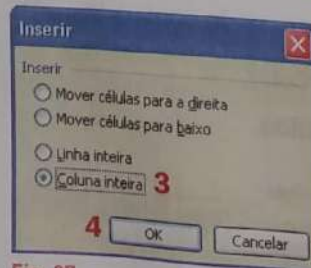 Inserir
Inserir
Mover células para a direita
Mover células para baixo
Linha inteira
Coluna inteira 3
4 OK Cancelar